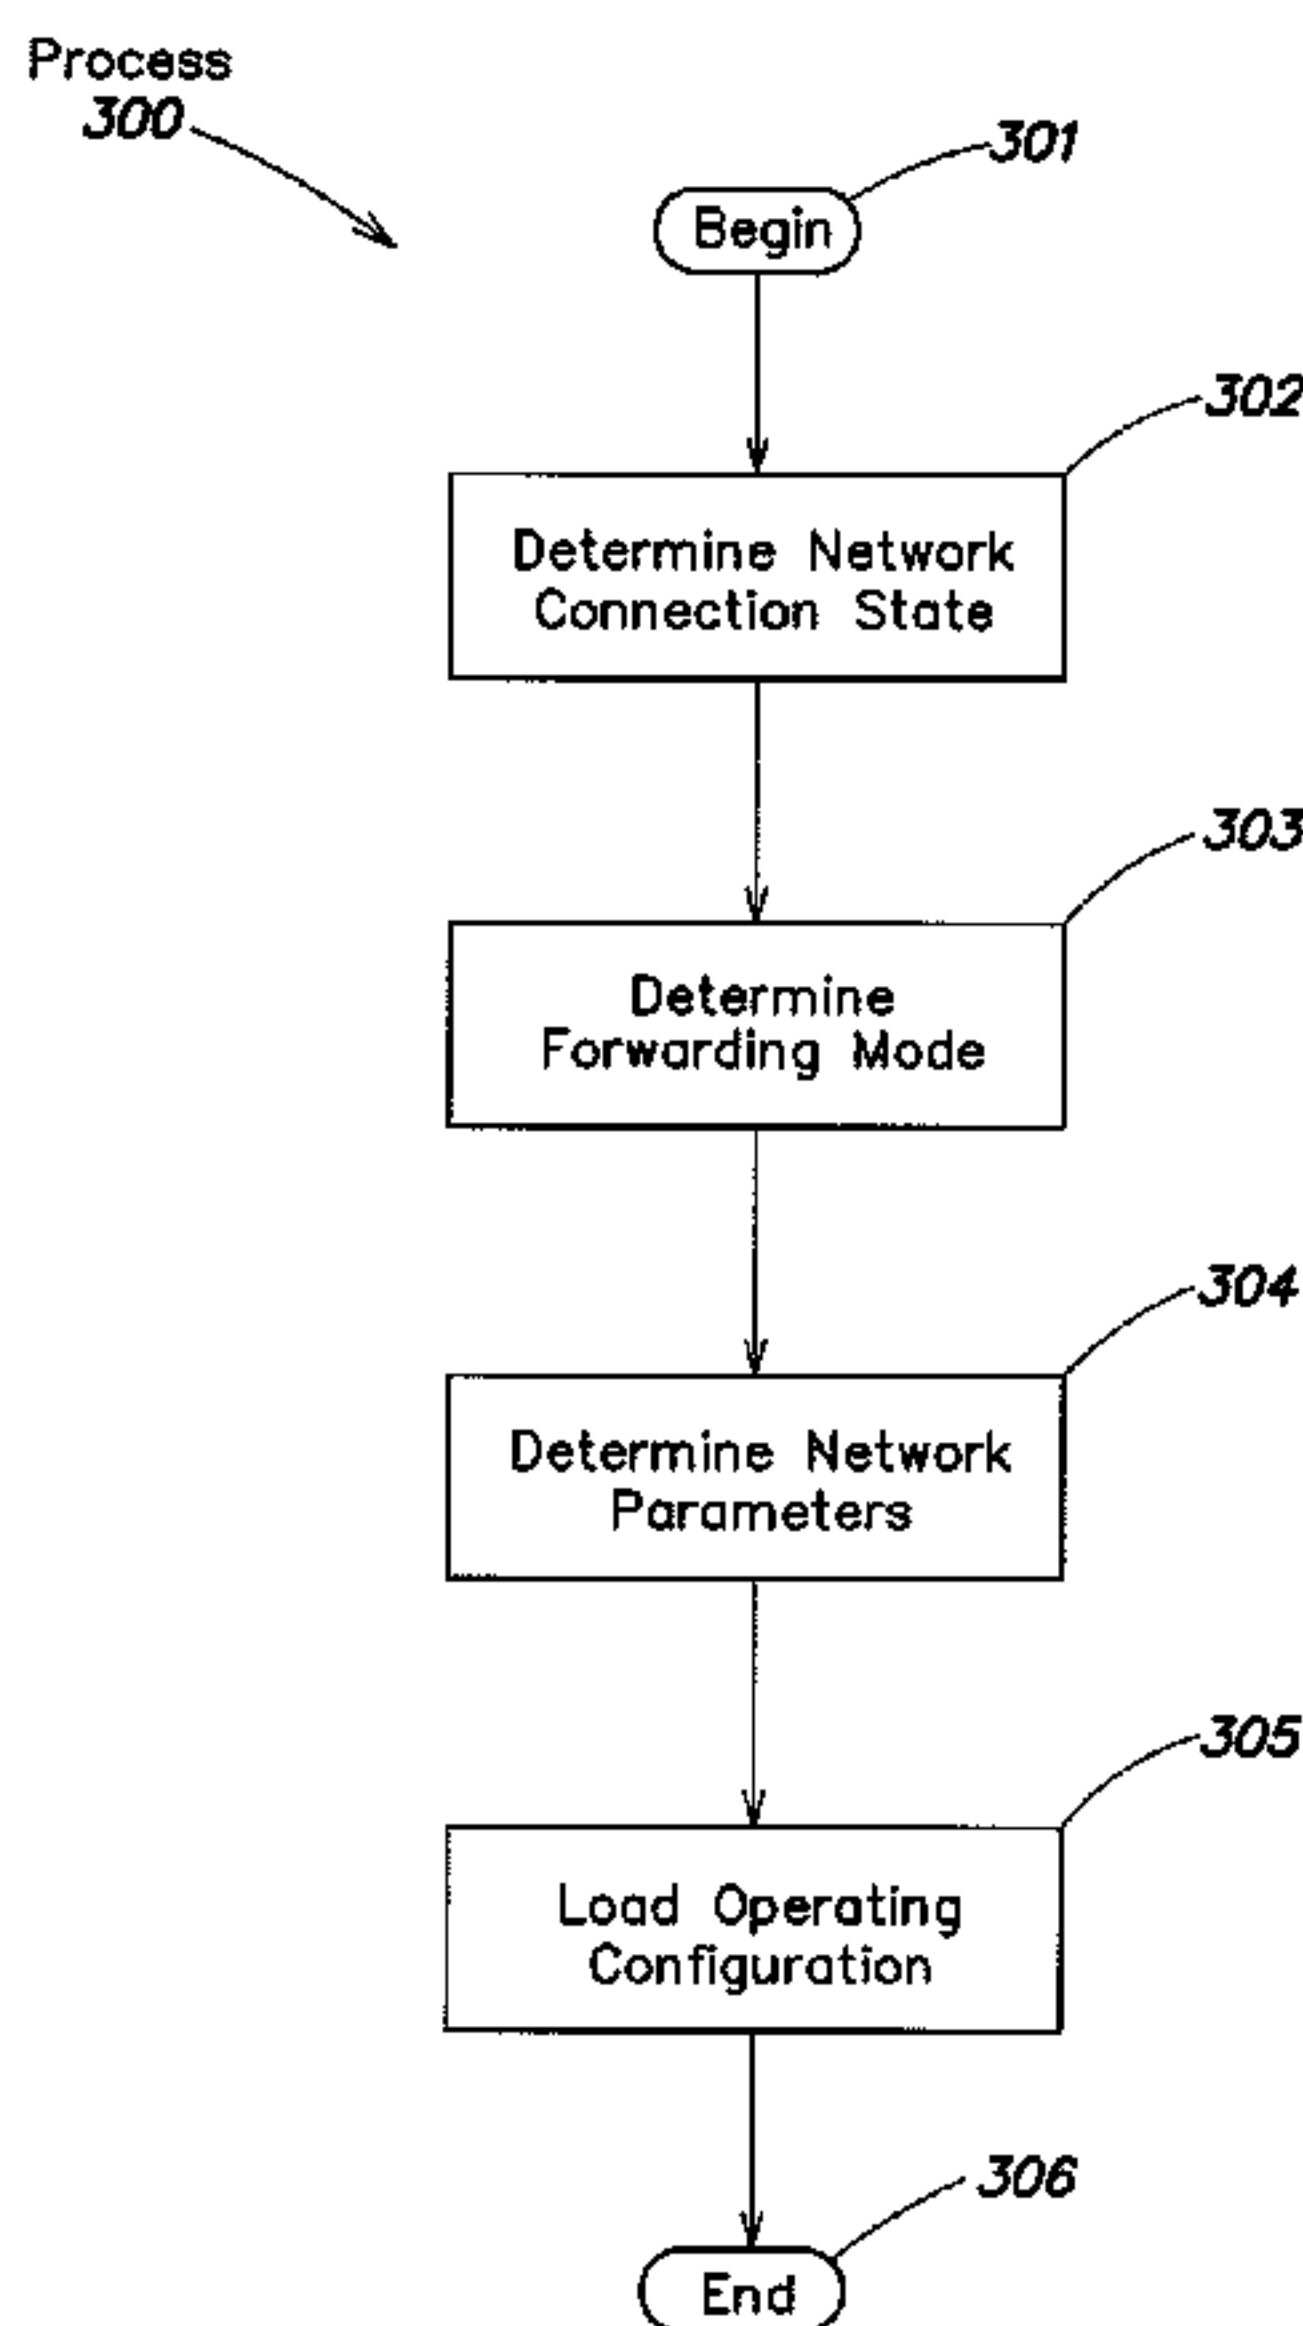 Process
300
301
Begin
302
Determine Network
Connection State
303
Determine
Forwarding Mode
304
Determine Network
Parameters
305
Load Operating
Configuration
306
End